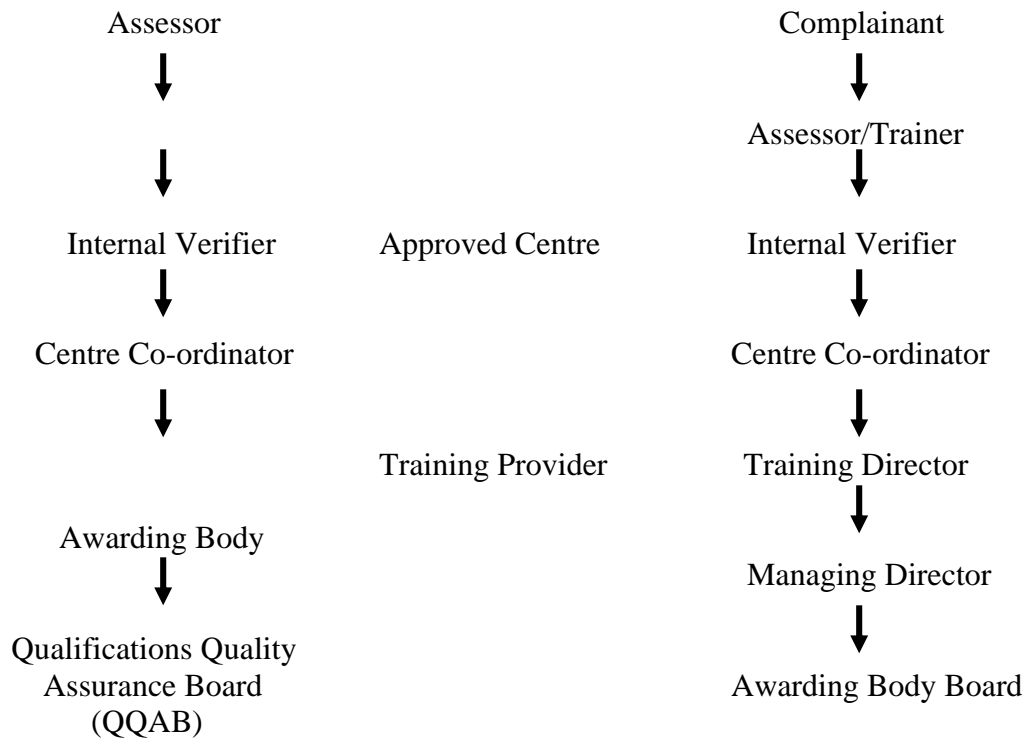 Assessor
Complainant
Assessor/Trainer
Internal Verifier
Approved Centre
Internal Verifier
Centre Co-ordinator
Centre Co-ordinator
Training Provider
Training Director
Awarding Body
Managing Director
Qualifications Quality
Assurance Board
(QQAB)
Awarding Body Board